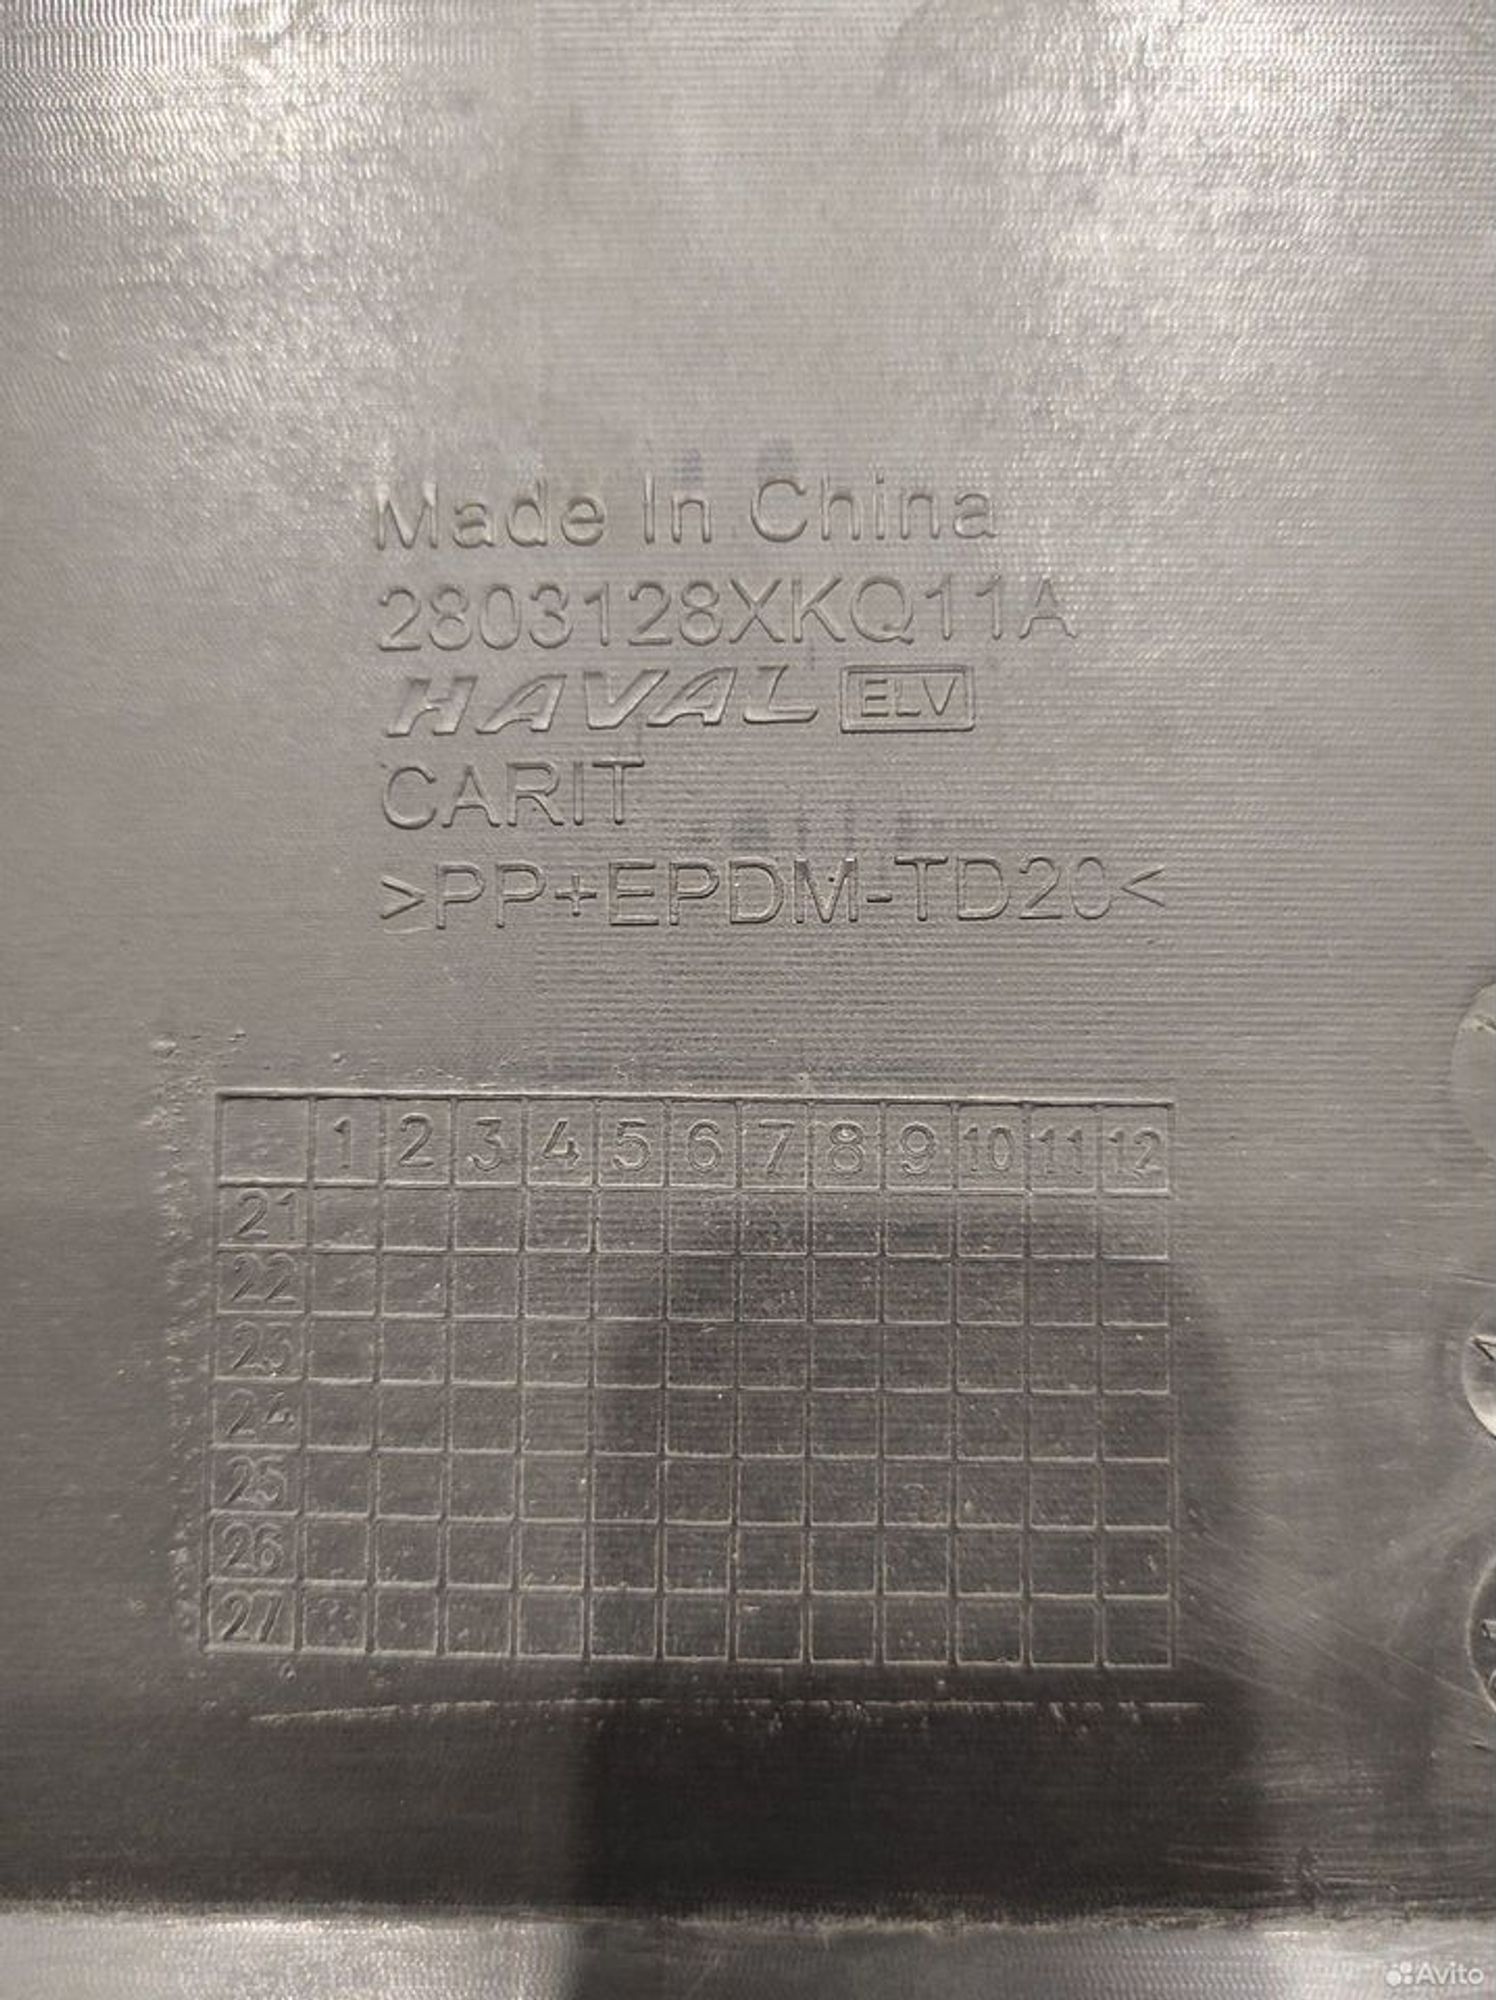 Made In China
2803128XKQ11A
HAVAL ELV
CARIT
>PP+EPDM-TD20<
1 2 3 4 5 6 7 8 9 10 11 12
21
22
23
24
25
26
27
Avito